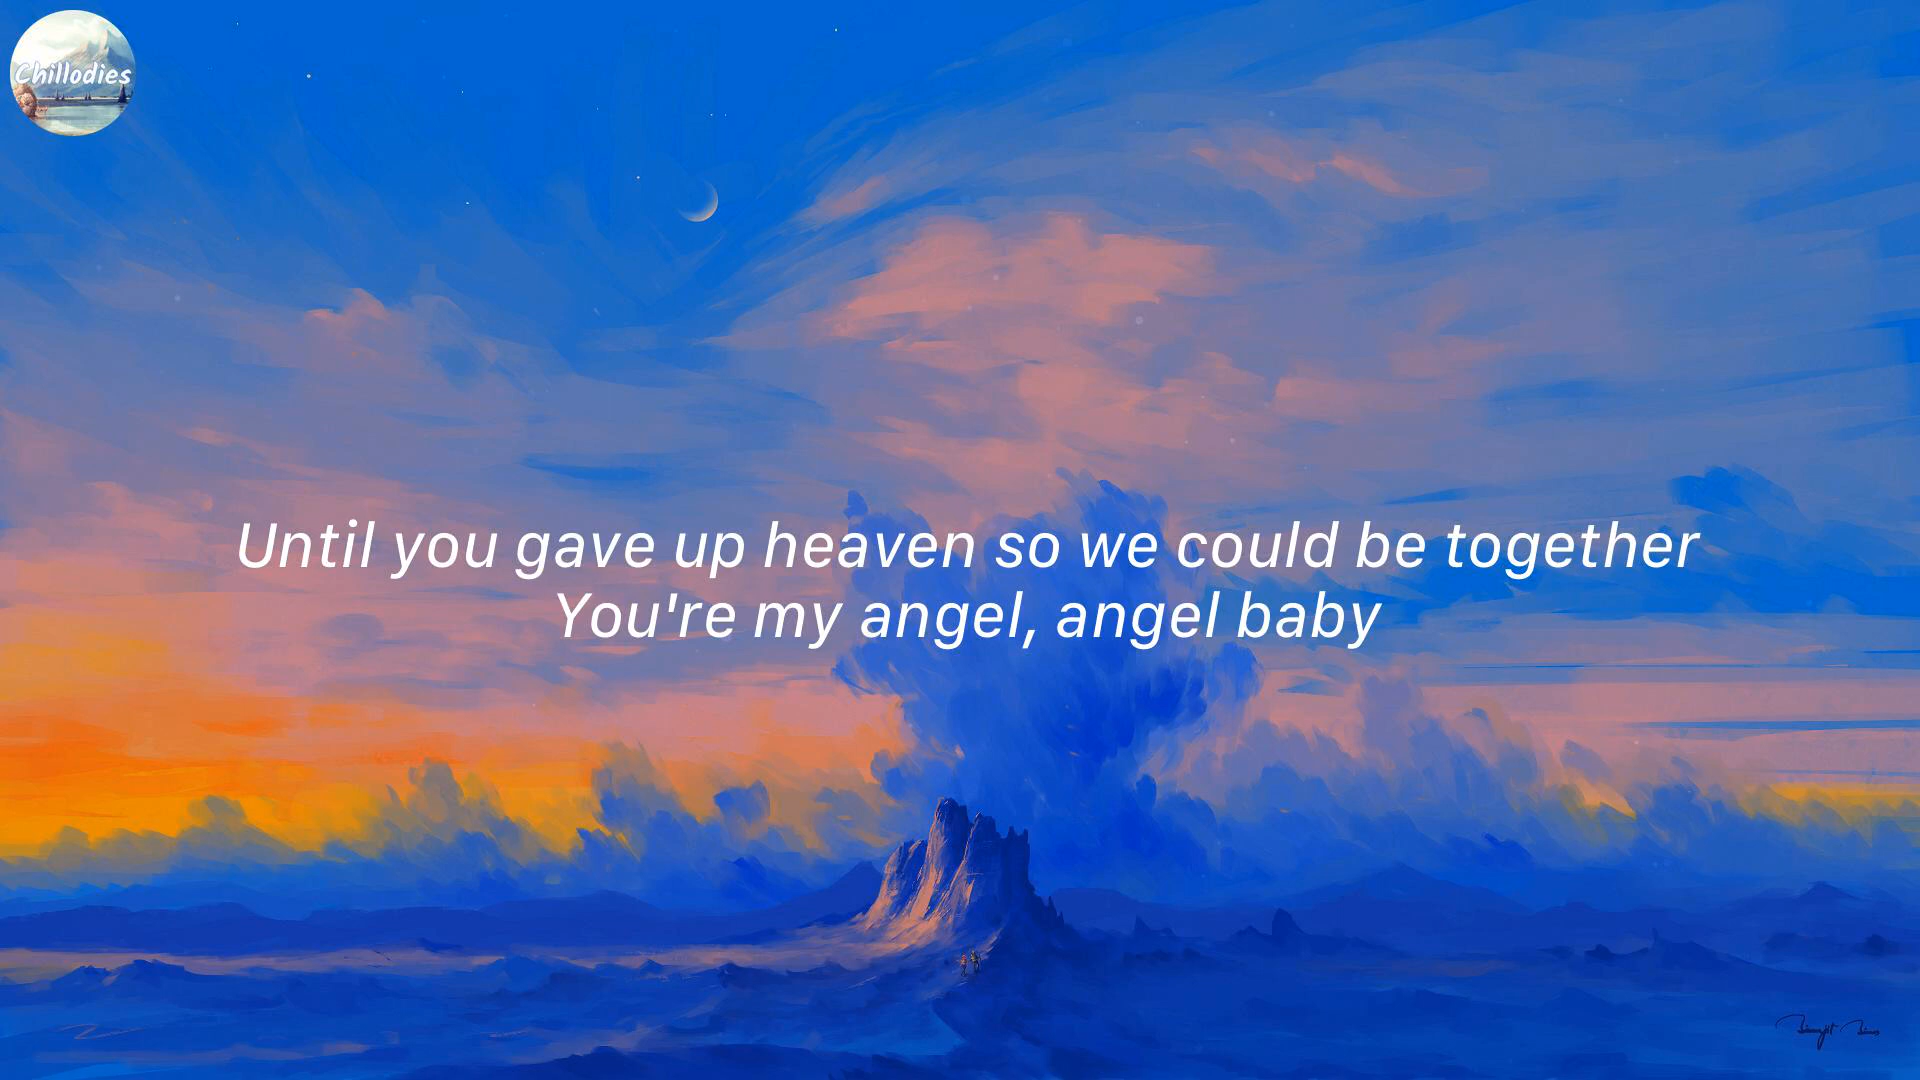 Chillodies
Until you gave up heaven so we could be together
You're my angel, angel baby